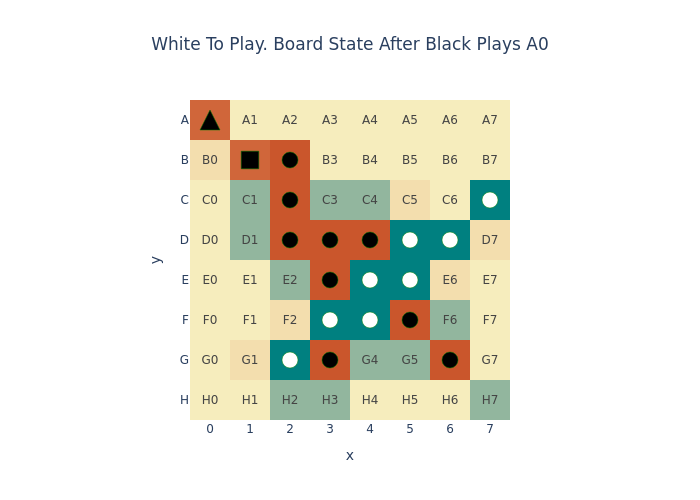 White To Play. Board State After Black Plays A0
A A1 A2 A3 A4 A5 A6 A7
B B0 B3 B4 B5 B6 B7
C C0 C1 C3 C4 C5 C6
D D0 D1 D7
E E0 E1 E2 E6 E7
F F0 F1 F2 F6 F7
G G0 G1 G4 G5 G7
H H0 H1 H2 H3 H4 H5 H6 H7
0 1 2 3 4 5 6 7
x
y